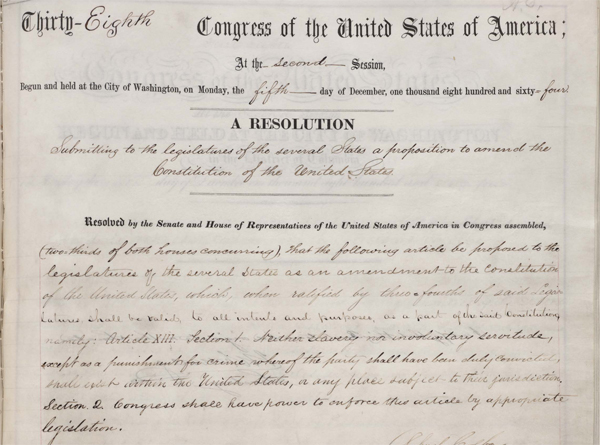 Thirty-Eighth Congress of the United States of America;
At the second Session,
Begun and held at the City of Washington, on Monday, the fifth day of December, one thousand eight hundred and sixty-four
A RESOLUTION
Submitting to the legislatures of the several States a proposition to amend the
Constitution of the United States.
Resolved by the Senate and House of Representatives of the United States of America in Congress assembled,
(two-thirds of both houses concurring), That the following article be proposed to the
legislatures of the several States as an amendment to the Constitution
of the United States, which, when ratified by three-fourths of said legis-
latures, shall be valid, to all intents and purposes, as a part of the said Constitution,
namely: Article XIII. Section 1. Neither slavery nor involuntary servitude,
except as a punishment for crime whereof the party shall have been duly convicted,
shall exist within the United States, or any place subject to their jurisdiction.
Section 2. Congress shall have power to enforce this article by appropriate
legislation.